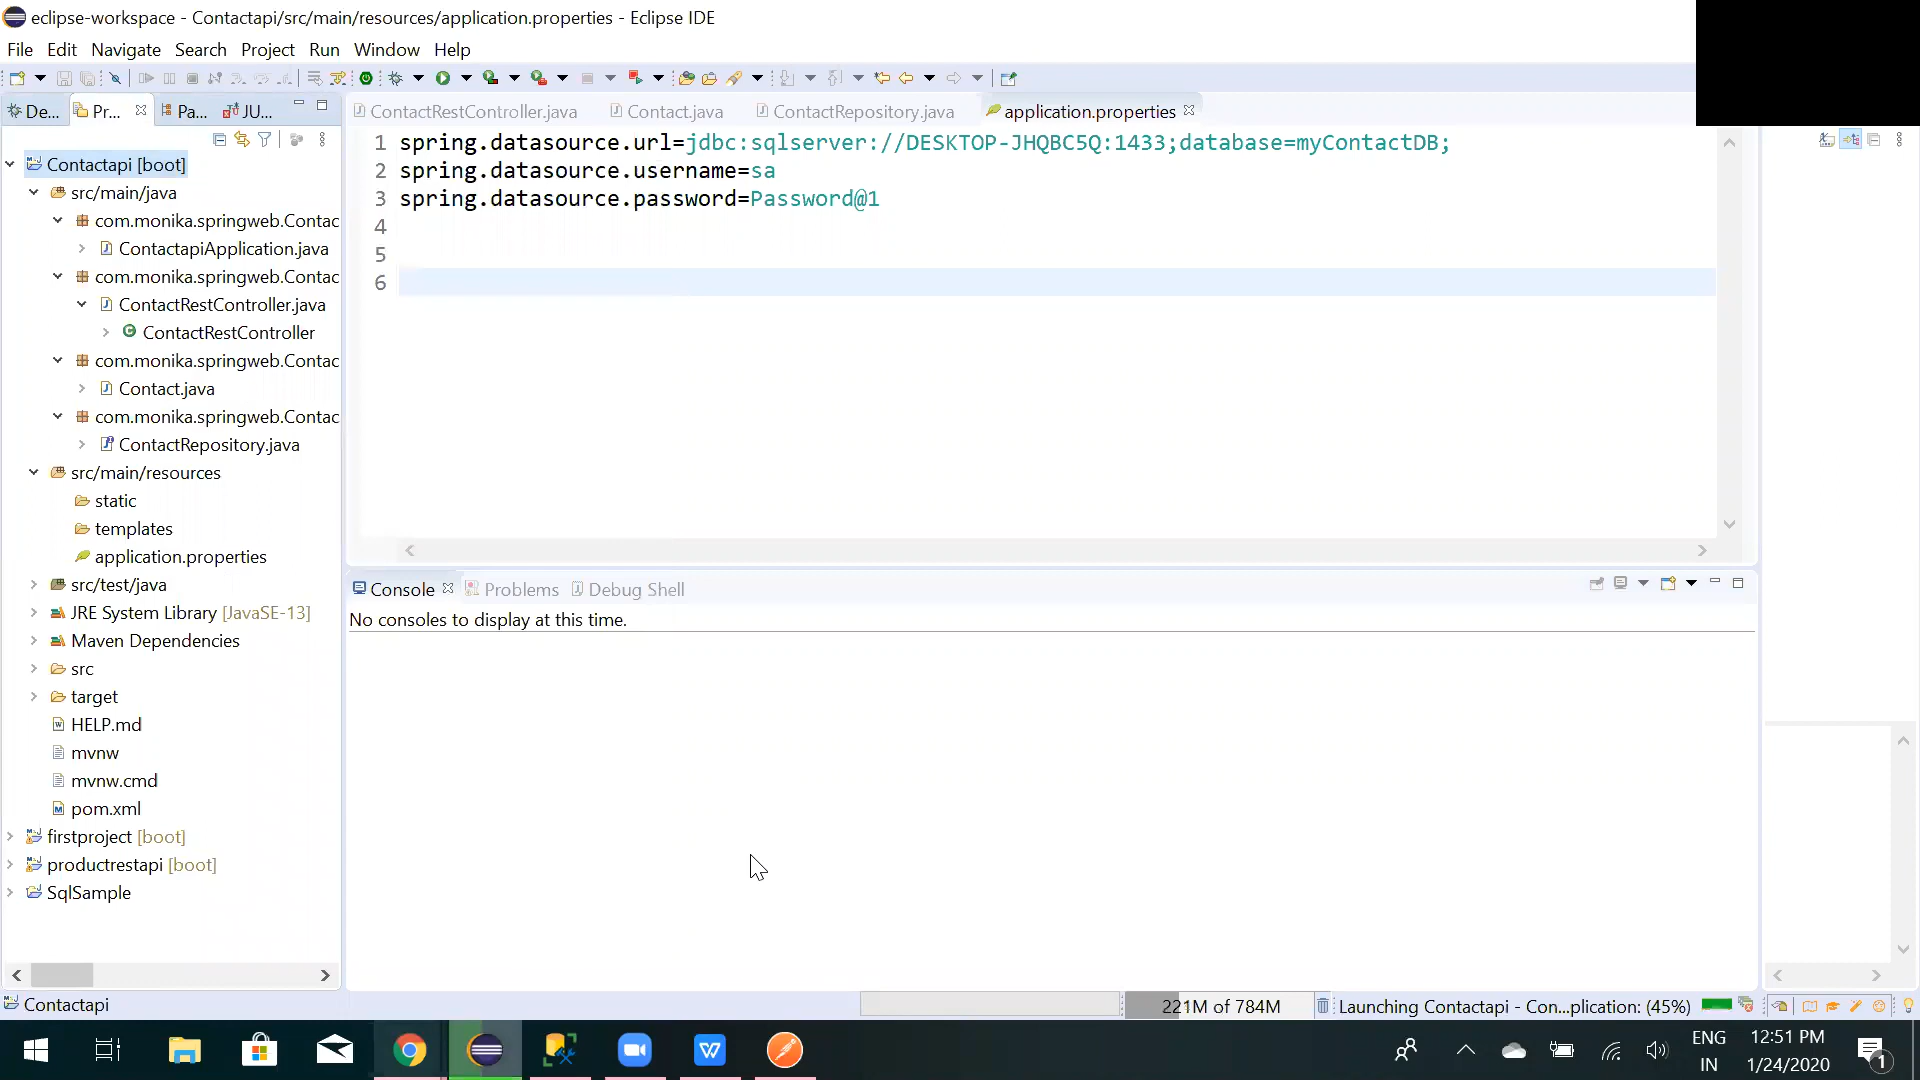 eclipse-workspace - Contactapi/src/main/resources/application.properties - Eclipse IDE
File Edit Navigate Search Project Run Window Help
De... Pr... Pa... JU...
ContactRestController.java Contact.java ContactRepository.java application.properties
1 spring.datasource.url=jdbc:sqlserver://DESKTOP-JHQBC5Q:1433;database=myContactDB;
2 spring.datasource.username=sa
3 spring.datasource.password=Password@1
4
5
6
Contactapi [boot]
src/main/java
com.monika.springweb.Contac
ContactapiApplication.java
com.monika.springweb.Contac
ContactRestController.java
ContactRestController
com.monika.springweb.Contac
Contact.java
com.monika.springweb.Contac
ContactRepository.java
src/main/resources
static
templates
application.properties
src/test/java
JRE System Library [JavaSE-13]
Maven Dependencies
src
target
HELP.md
mvnw
mvnw.cmd
pom.xml
firstproject [boot]
productrestapi [boot]
SqlSample
Console Problems Debug Shell
No consoles to display at this time.
Contactapi
221M of 784M
Launching Contactapi - Con...plication: (45%)
ENG
IN
12:51 PM
1/24/2020
1